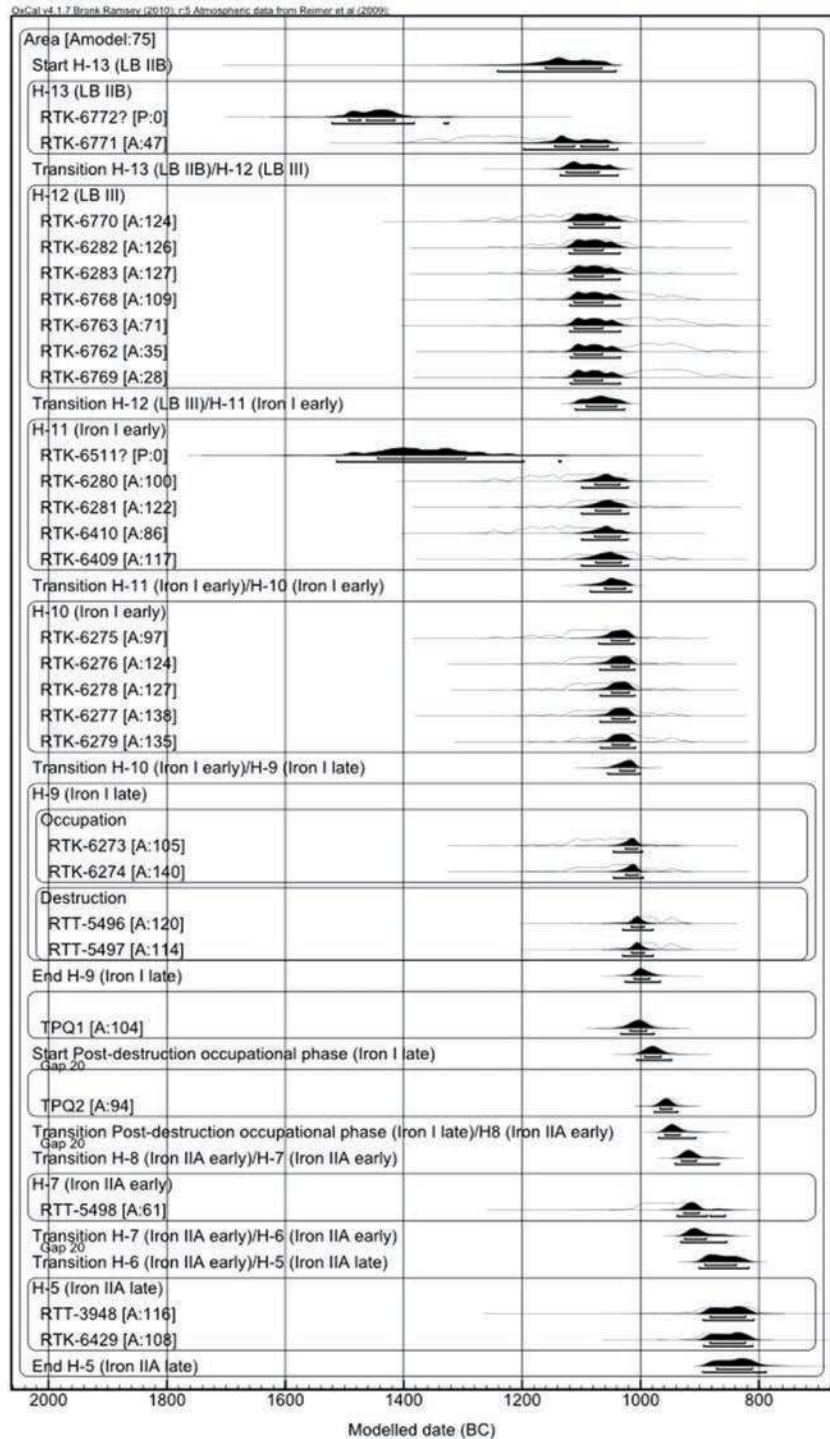 OxCal v4.1.7 Bronk Ramsey (2010); r:5 Atmospheric data from Reimer et al (2009);
Area [Amodel:75]
Start H-13 (LB IIB)
H-13 (LB IIB)
RTK-6772? [P:0]
RTK-6771 [A:47]
Transition H-13 (LB IIB)/H-12 (LB III)
H-12 (LB III)
RTK-6770 [A:124]
RTK-6282 [A:126]
RTK-6283 [A:127]
RTK-6768 [A:109]
RTK-6763 [A:71]
RTK-6762 [A:35]
RTK-6769 [A:28]
Transition H-12 (LB III)/H-11 (Iron I early)
H-11 (Iron I early)
RTK-6511? [P:0]
RTK-6280 [A:100]
RTK-6281 [A:122]
RTK-6410 [A:86]
RTK-6409 [A:117]
Transition H-11 (Iron I early)/H-10 (Iron I early)
H-10 (Iron I early)
RTK-6275 [A:97]
RTK-6276 [A:124]
RTK-6278 [A:127]
RTK-6277 [A:138]
RTK-6279 [A:135]
Transition H-10 (Iron I early)/H-9 (Iron I late)
H-9 (Iron I late)
Occupation
RTK-6273 [A:105]
RTK-6274 [A:140]
Destruction
RTT-5496 [A:120]
RTT-5497 [A:114]
End H-9 (Iron I late)
TPQ1 [A:104]
Start Post-destruction occupational phase (Iron I late)
Gap 20
TPQ2 [A:94]
Transition Post-destruction occupational phase (Iron I late)/H8 (Iron IIA early)
Gap 20
Transition H-8 (Iron IIA early)/H-7 (Iron IIA early)
H-7 (Iron IIA early)
RTT-5498 [A:61]
Transition H-7 (Iron IIA early)/H-6 (Iron IIA early)
Gap 20
Transition H-6 (Iron IIA early)/H-5 (Iron IIA late)
H-5 (Iron IIA late)
RTT-3948 [A:116]
RTK-6429 [A:108]
End H-5 (Iron IIA late)
2000 1800 1600 1400 1200 1000 800
Modelled date (BC)